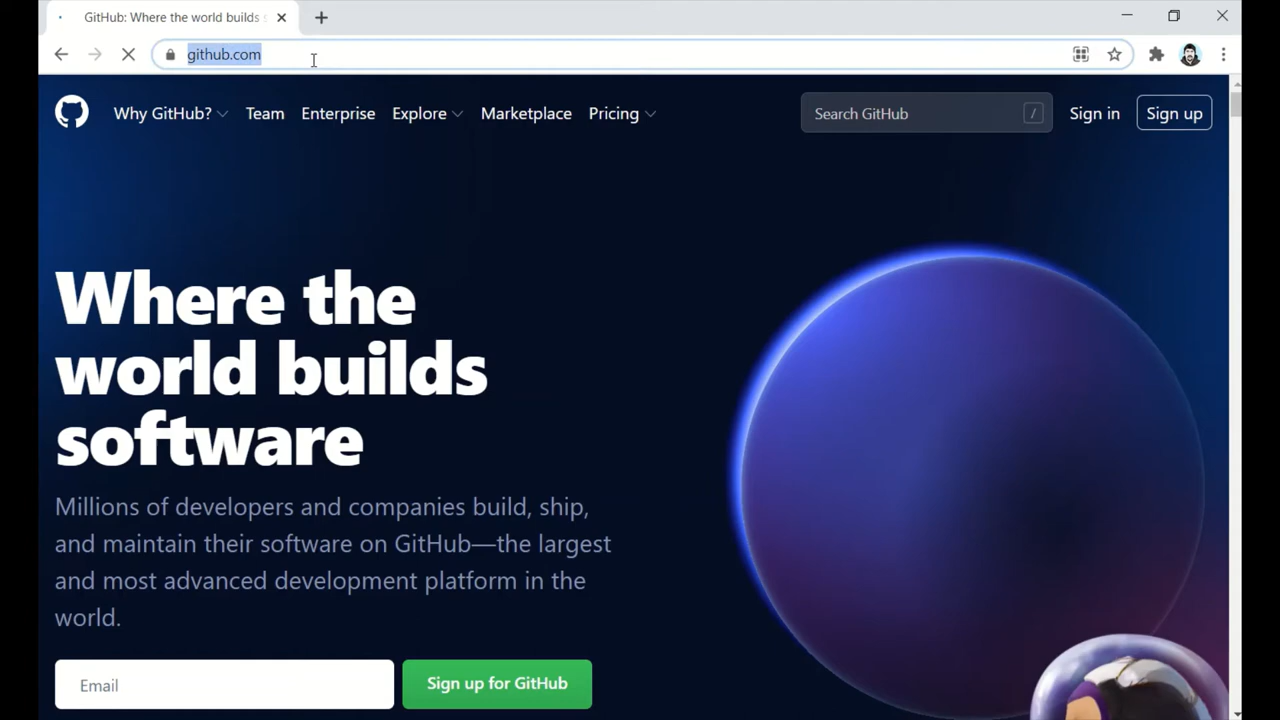 GitHub: Where the world builds s
github.com
Why GitHub? Team Enterprise Explore Marketplace Pricing Search GitHub / Sign in Sign up
Where the
world builds
software
Millions of developers and companies build, ship,
and maintain their software on GitHub—the largest
and most advanced development platform in the
world.
Email Sign up for GitHub